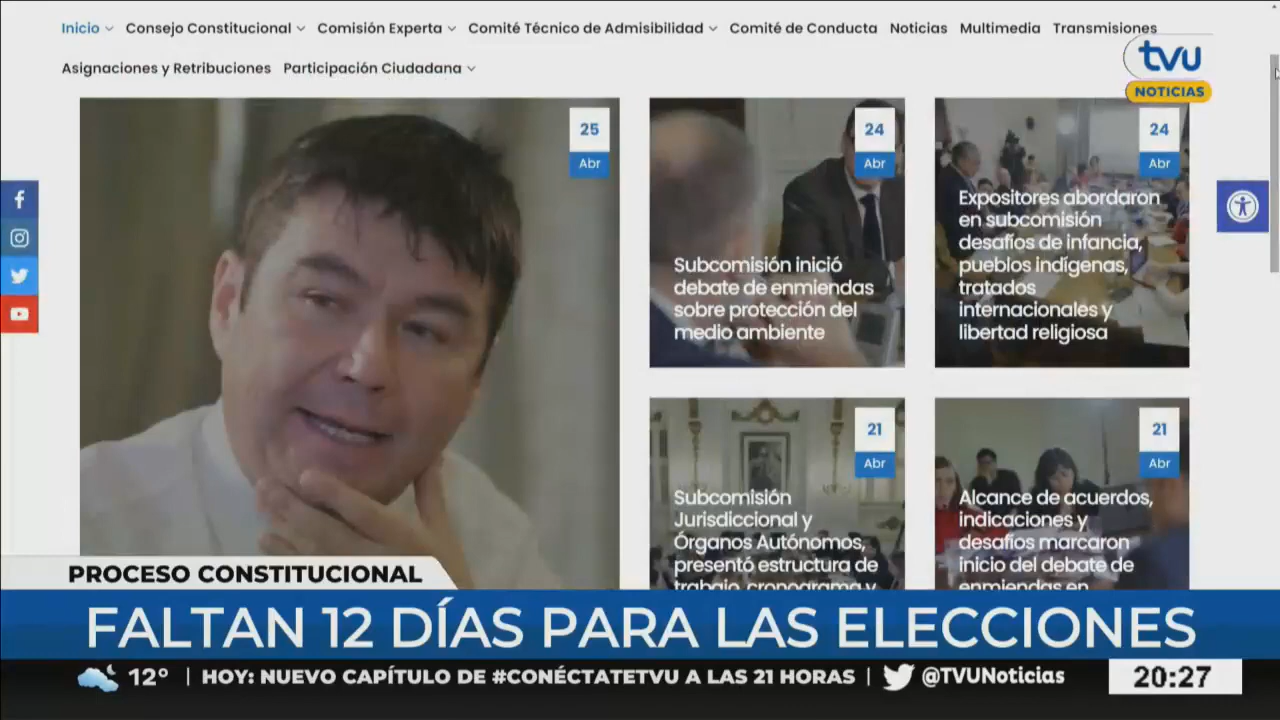 Inicio Consejo Constitucional Comisión Experta Comité Técnico de Admisibilidad Comité de Conducta Noticias Multimedia Transmisiones
Asignaciones y Retribuciones Participación Ciudadana
tvu
NOTICIAS
25
Abr
24
Abr
Subcomisión inició
debate de enmiendas
sobre protección del
medio ambiente
24
Abr
Expositores abordaron
en subcomisión
desafíos de infancia,
pueblos indígenas,
tratados
internacionales y
libertad religiosa
21
Abr
Subcomisión
Jurisdiccional y
Órganos Autónomos,
presentó estructura de
trabajo, cronograma y
21
Abr
Alcance de acuerdos,
indicaciones y
desafíos marcaron
inicio del debate de
enmiendas en
PROCESO CONSTITUCIONAL
FALTAN 12 DÍAS PARA LAS ELECCIONES
12° | HOY: NUEVO CAPÍTULO DE #CONÉCTATETVU A LAS 21 HORAS | @TVUNoticias 20:27